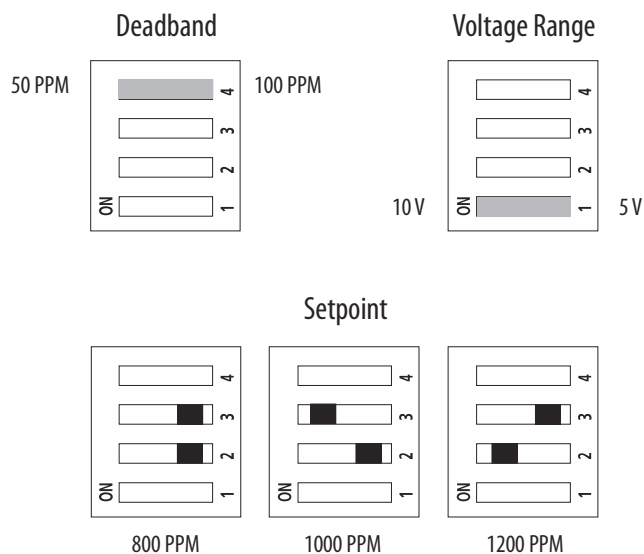 Deadband
50 PPM
4
3
2
ON 1
100 PPM
Voltage Range
4
3
2
10 V
ON 1
5 V
Setpoint
4
3
2
ON 1
800 PPM
4
3
2
ON 1
1000 PPM
4
3
2
ON 1
1200 PPM